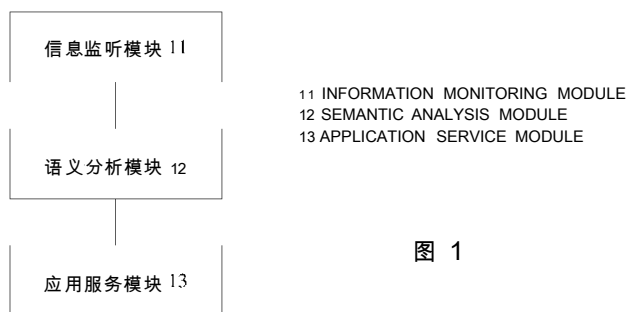 信息监听模块 11
11 INFORMATION MONITORING MODULE
12 SEMANTIC ANALYSIS MODULE
13 APPLICATION SERVICE MODULE
语义分析模块 12
图 1
应用服务模块 13